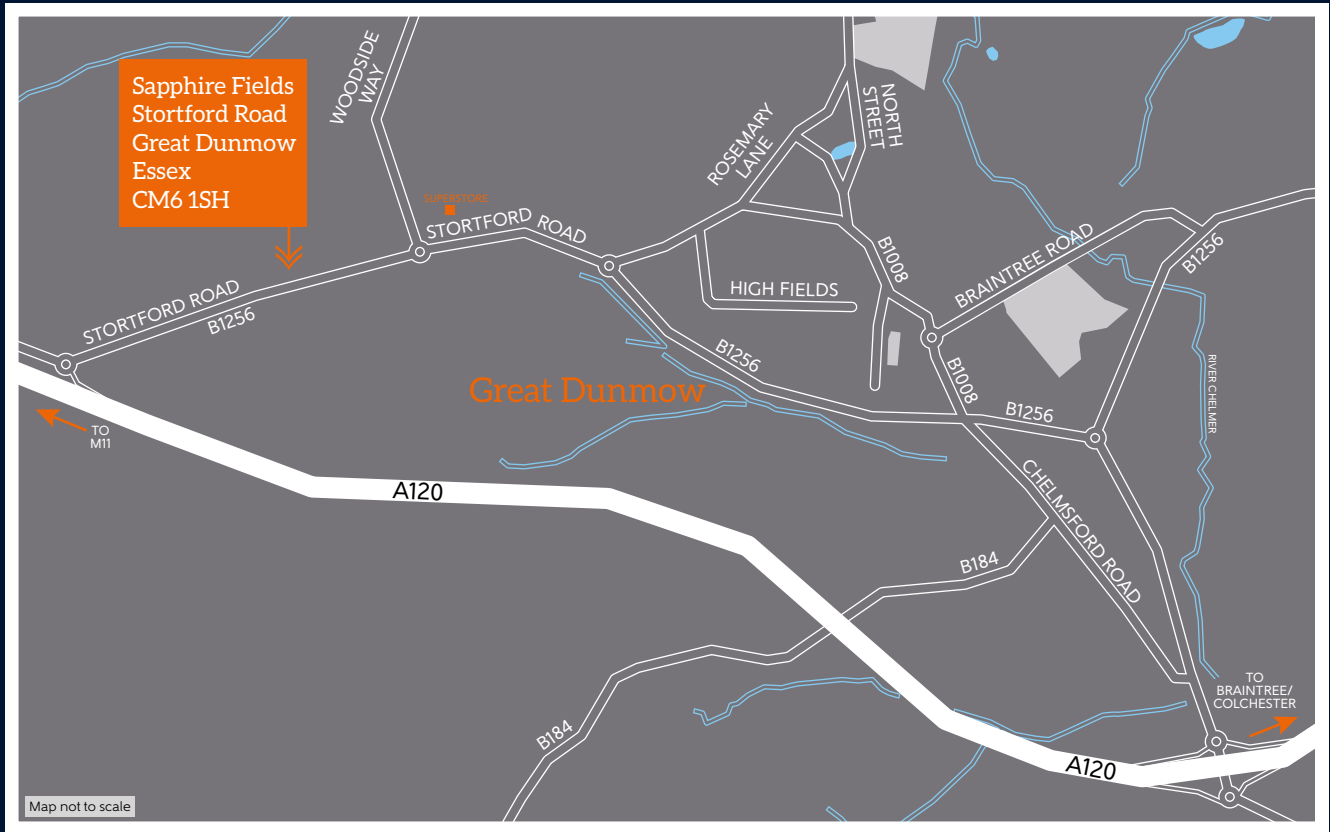 Sapphire Fields
Stortford Road
Great Dunmow
Essex
CM6 1SH
WOODSIDE
WAY
SUPERSTORE
STORTFORD ROAD
ROSEMARY
LANE
NORTH
STREET
STORTFORD ROAD
B1256
HIGH FIELDS
B1008
BRAINTREE ROAD
B1256
B1256
B1008
RIVER CHELMER
Great Dunmow
B1256
TO
M11
A120
CHELMSFORD ROAD
B184
B184
TO
BRAINTREE/
COLCHESTER
A120
Map not to scale